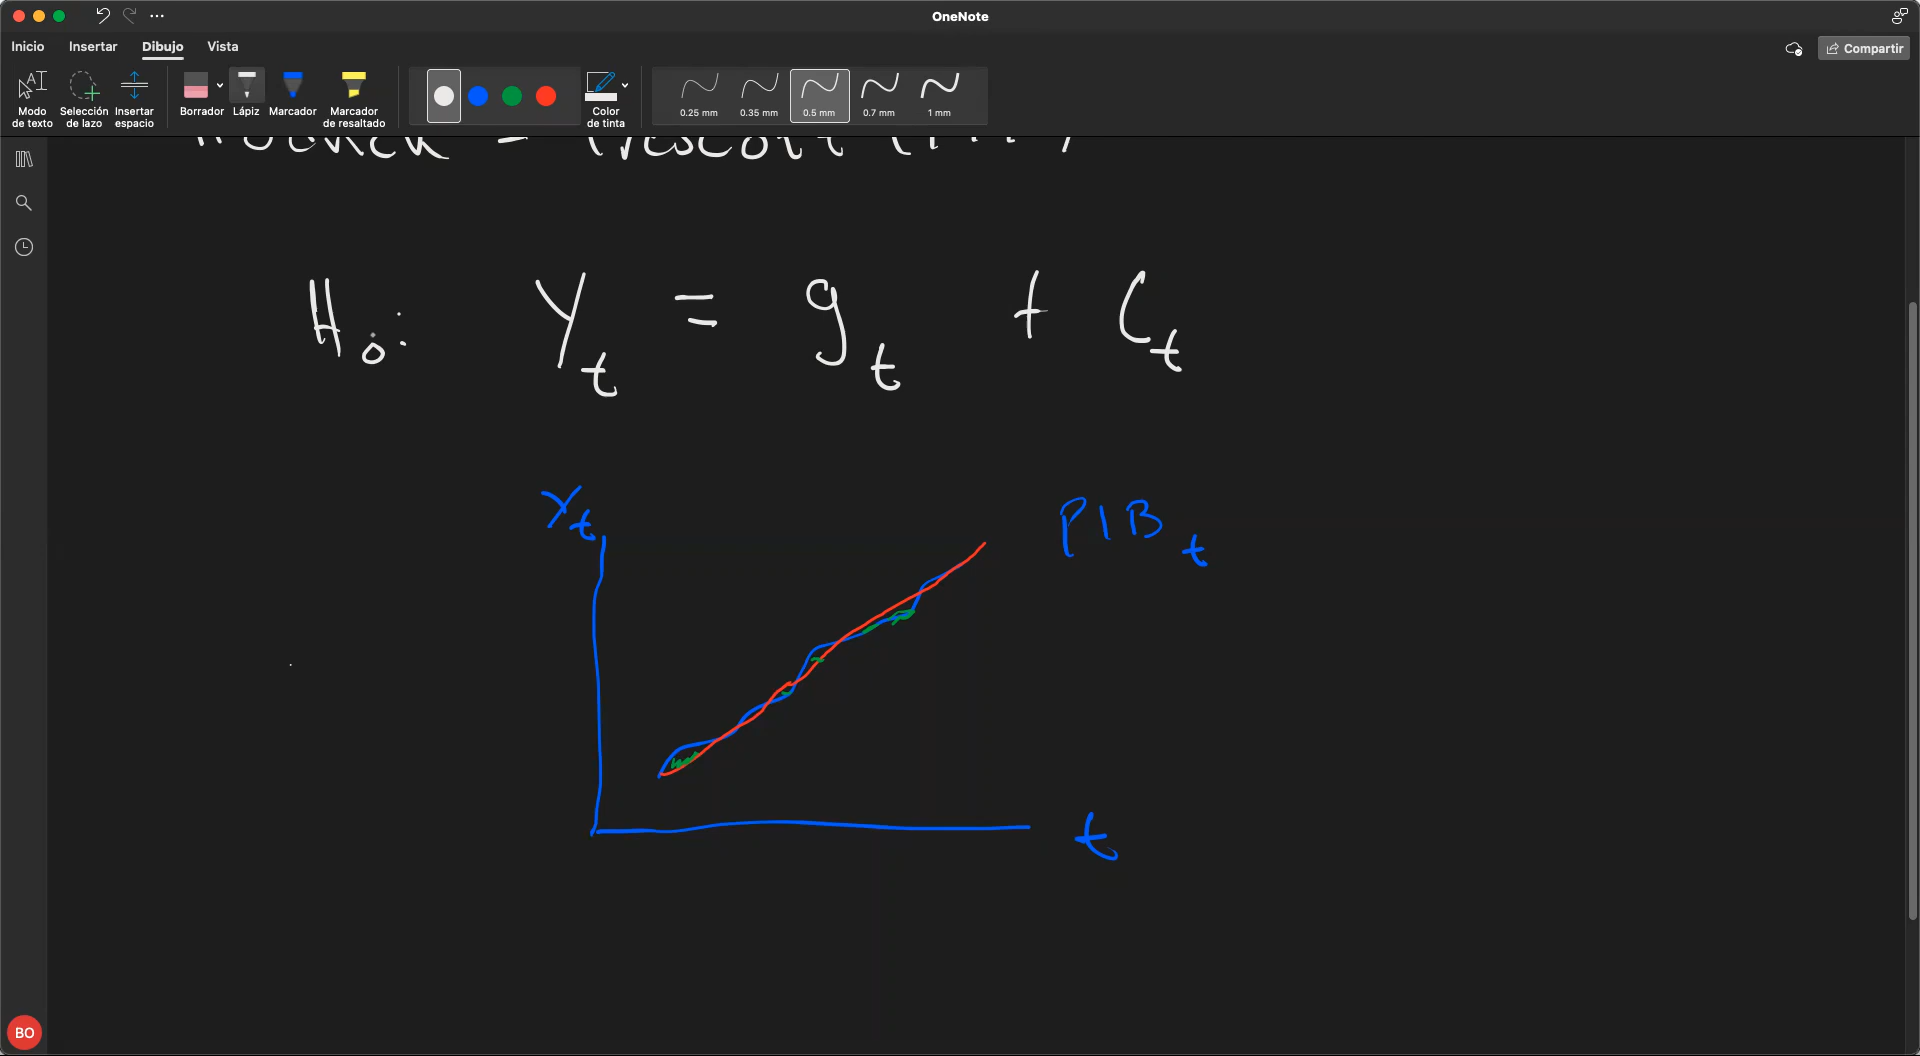 OneNote
Inicio Insertar Dibujo Vista
Compartir
Modo de texto
Selección de lazo
Insertar espacio
Borrador
Lápiz
Marcador
Marcador de resaltado
Color de tinta
0.25 mm
0.35 mm
0.5 mm
0.7 mm
1 mm
Hodrick - Prescott
H₀: Yₜ = gₜ + Cₜ
Yₜ
PIBₜ
t
BO